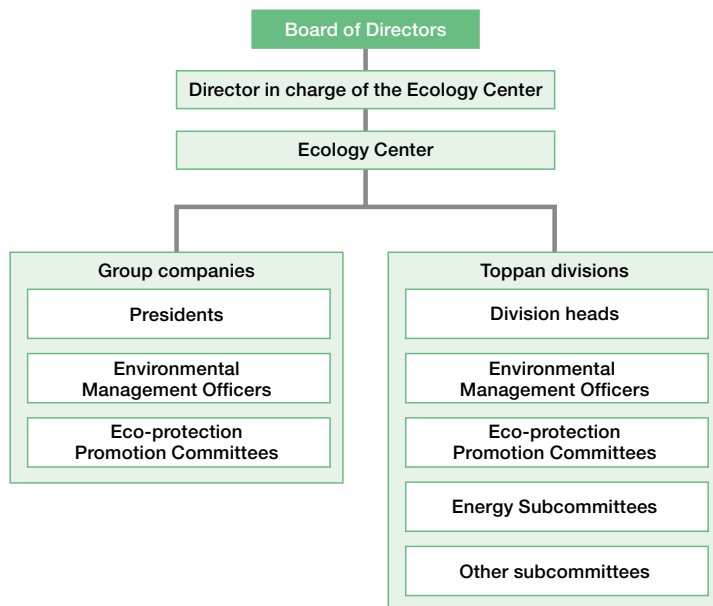 Board of Directors
Director in charge of the Ecology Center
Ecology Center
Group companies
Presidents
Environmental
Management Officers
Eco-protection
Promotion Committees
Toppan divisions
Division heads
Environmental
Management Officers
Eco-protection
Promotion Committees
Energy Subcommittees
Other subcommittees